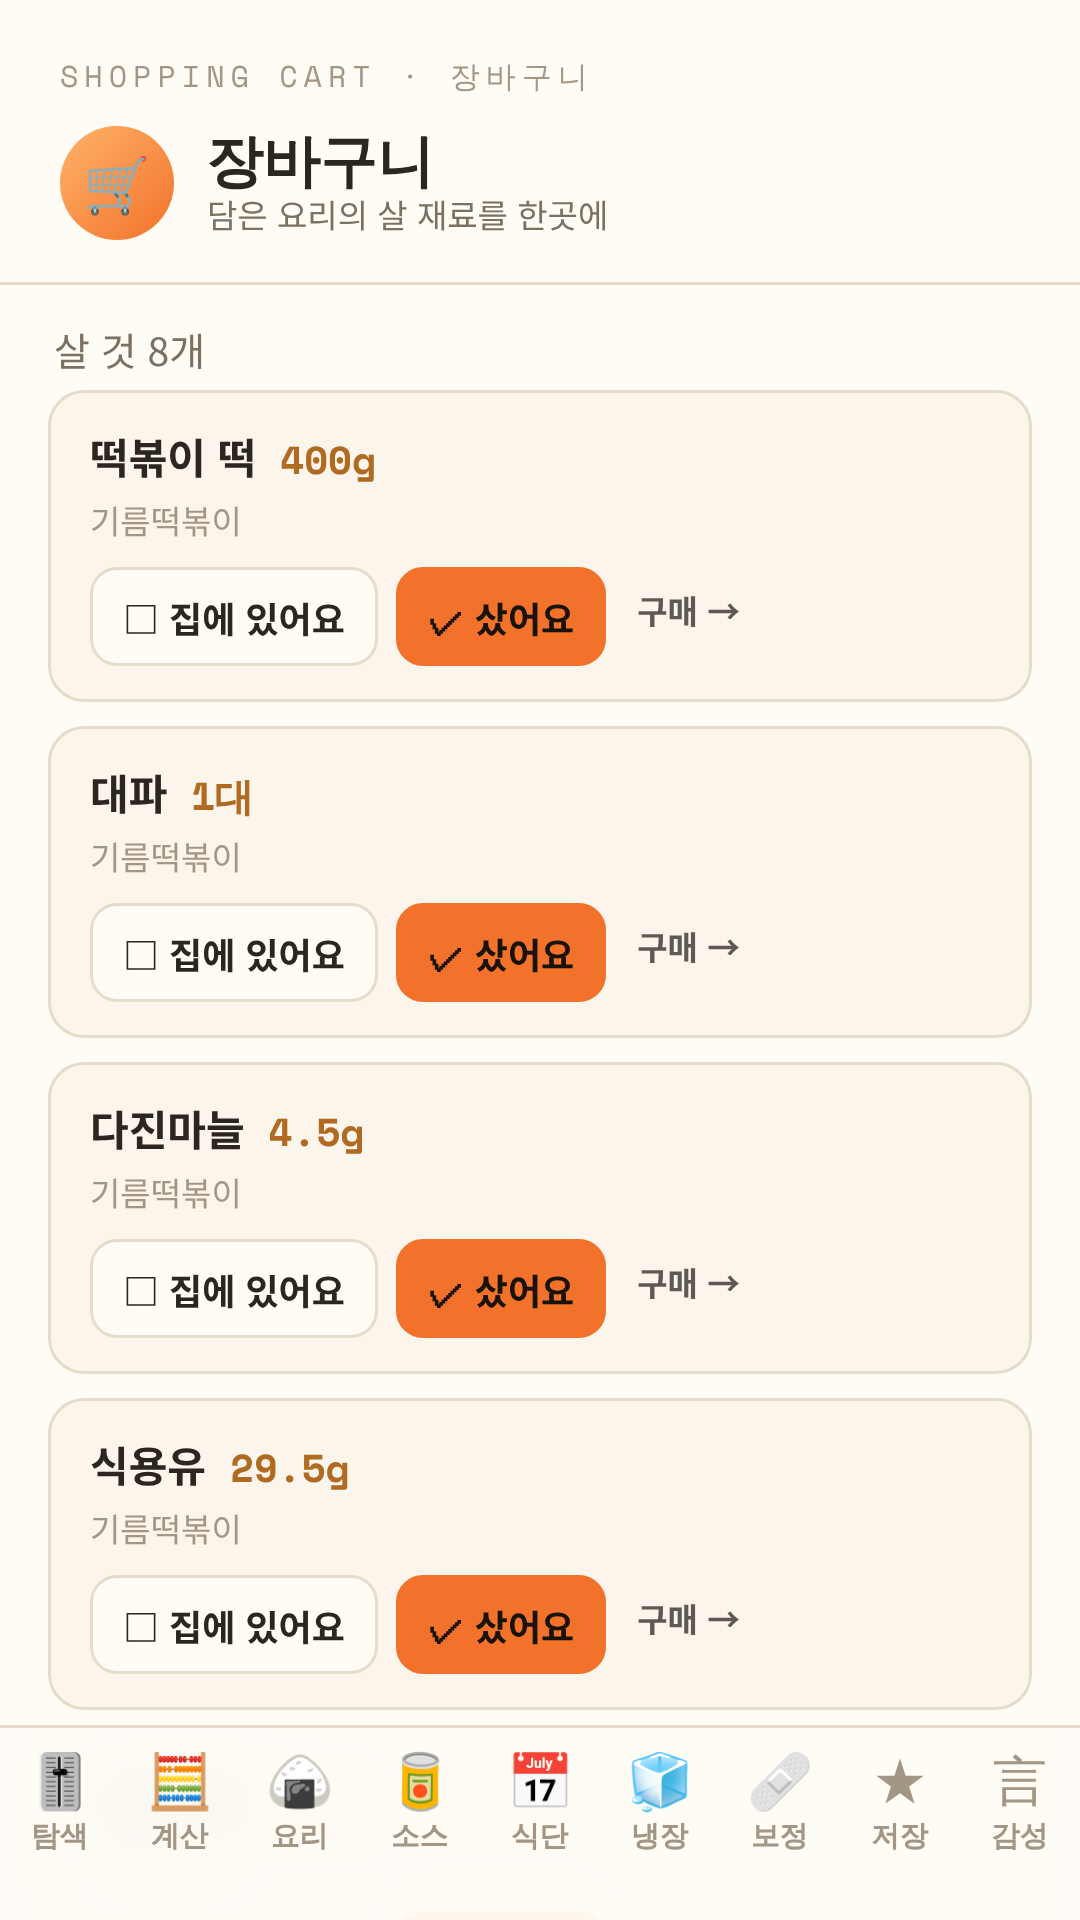 SHOPPING CART · 장바구니
장바구니
담은 요리의 살 재료를 한곳에
살 것 8개
떡볶이 떡 400g
기름떡볶이
□ 집에 있어요 ✓ 샀어요 구매 →
대파 1대
기름떡볶이
□ 집에 있어요 ✓ 샀어요 구매 →
다진마늘 4.5g
기름떡볶이
□ 집에 있어요 ✓ 샀어요 구매 →
식용유 29.5g
기름떡볶이
□ 집에 있어요 ✓ 샀어요 구매 →
July
17
★ 言
탐색 계산 요리 소스 식단 냉장 보정 저장 감성